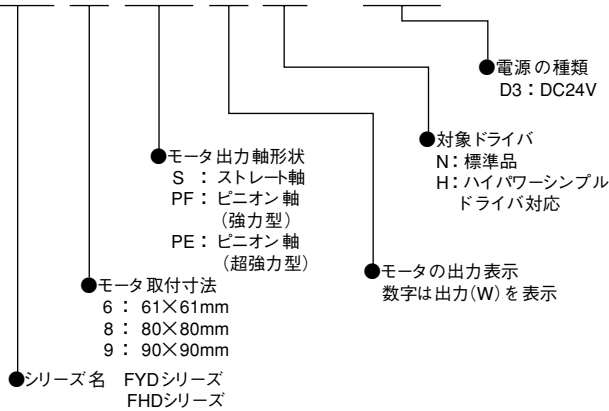 ●電源の種類
D3：DC24V
●対象ドライバ
N：標準品
H：ハイパワーシンプル
ドライバ対応
●モータ出力軸形状
S ： ストレート軸
PF： ピニオン軸
（強力型）
PE： ピニオン軸
（超強力型）
●モータの出力表示
数字は出力（W）を表示
●モータ取付寸法
6： 61×61mm
8： 80×80mm
9： 90×90mm
●シリーズ名 FYDシリーズ
FHDシリーズ